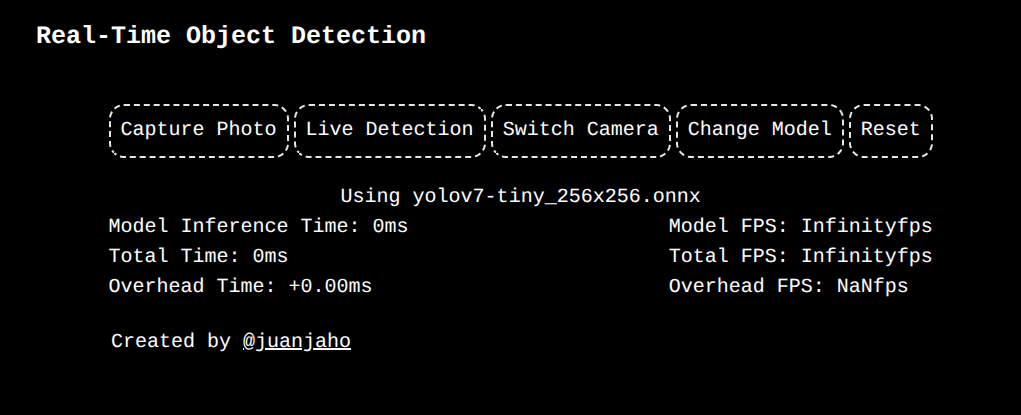 Real-Time Object Detection
Capture Photo Live Detection Switch Camera Change Model Reset
Using yolov7-tiny_256x256.onnx
Model Inference Time: 0ms Model FPS: Infinityfps
Total Time: 0ms Total FPS: Infinityfps
Overhead Time: +0.00ms Overhead FPS: NaNfps
Created by @juanjaho